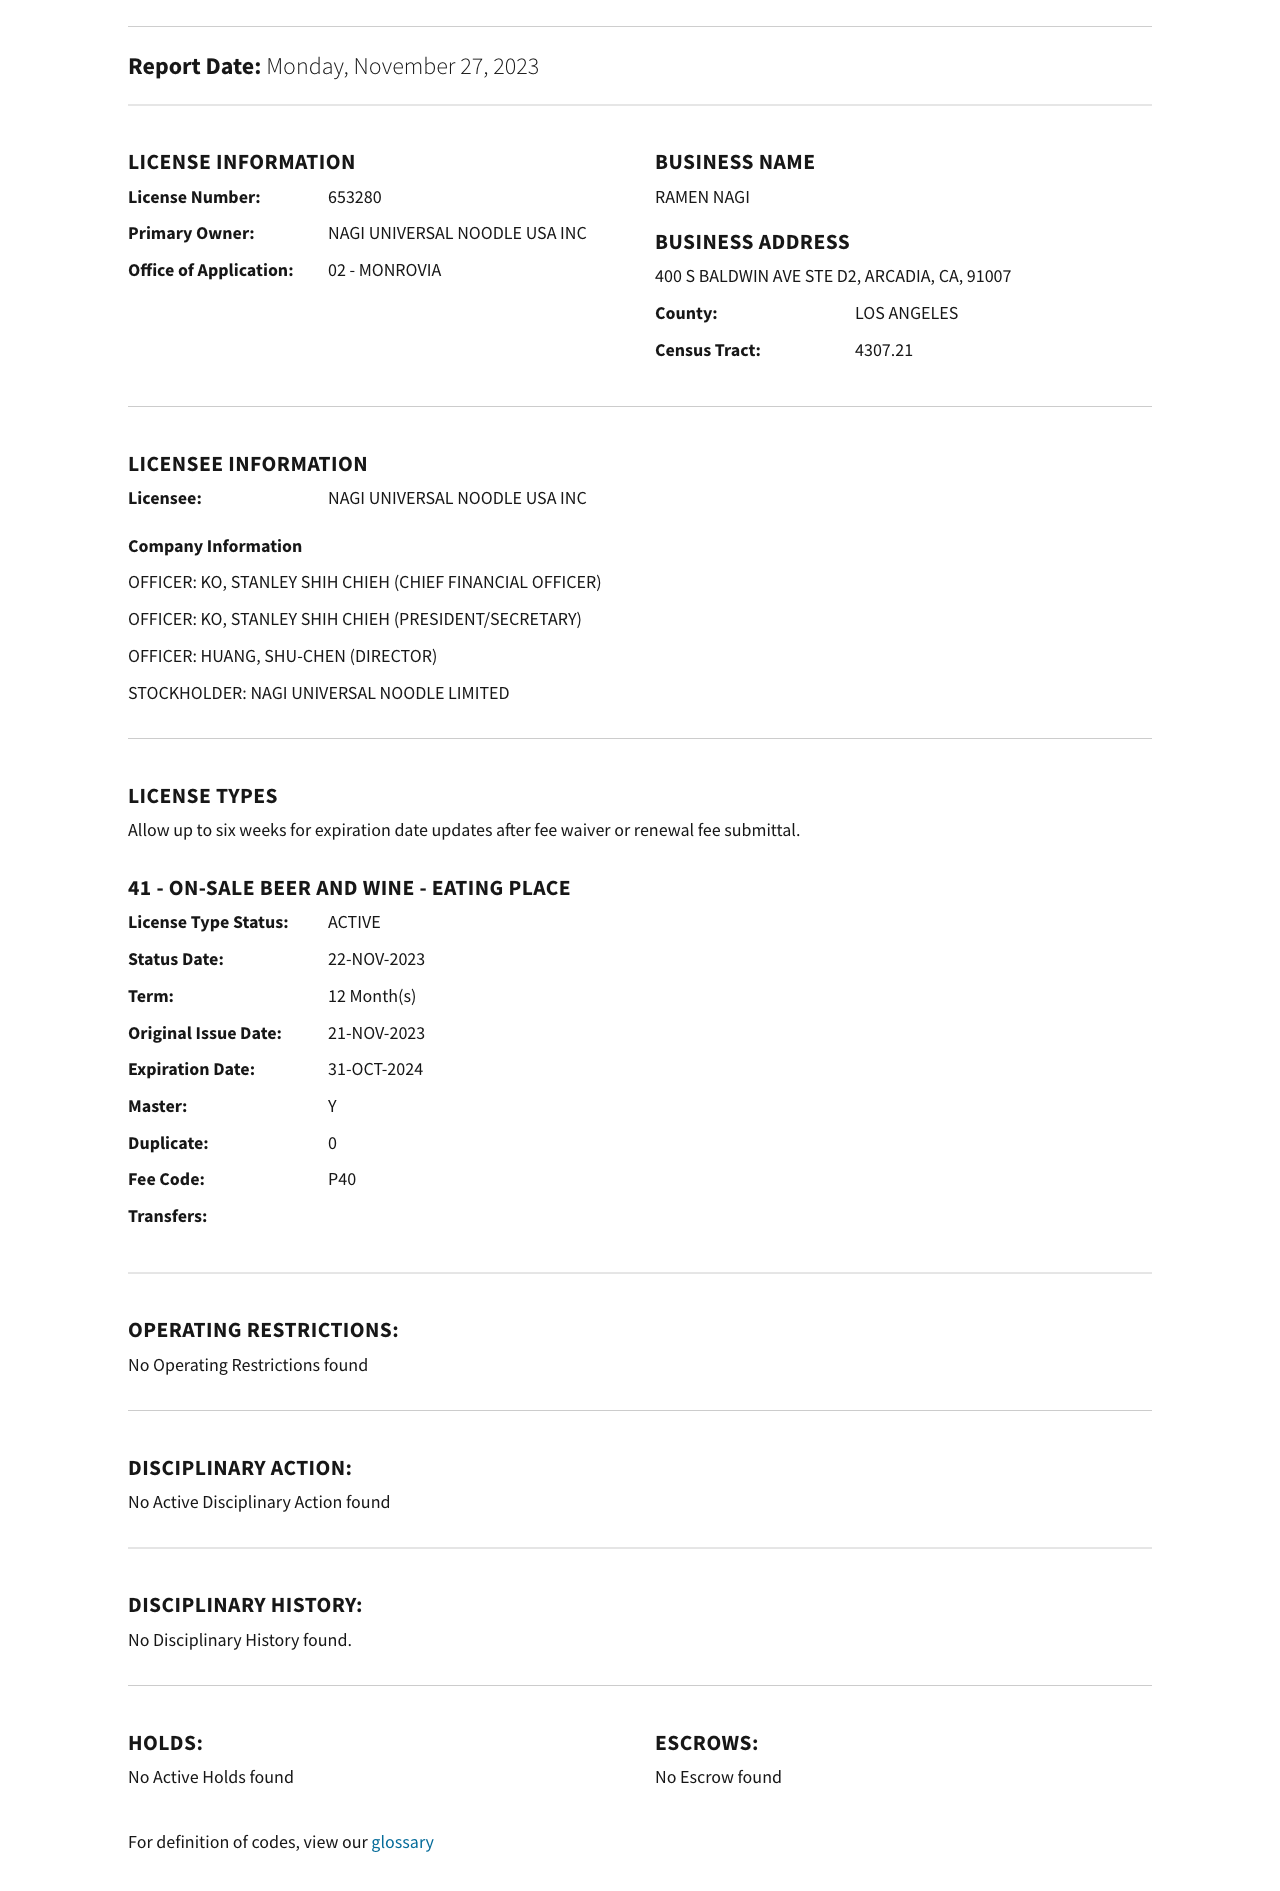 Report Date: Monday, November 27, 2023
LICENSE INFORMATION
License Number: 653280
Primary Owner: NAGI UNIVERSAL NOODLE USA INC
Office of Application: 02 - MONROVIA
BUSINESS NAME
RAMEN NAGI
BUSINESS ADDRESS
400 S BALDWIN AVE STE D2, ARCADIA, CA, 91007
County: LOS ANGELES
Census Tract: 4307.21
LICENSEE INFORMATION
Licensee: NAGI UNIVERSAL NOODLE USA INC
Company Information
OFFICER: KO, STANLEY SHIH CHIEH (CHIEF FINANCIAL OFFICER)
OFFICER: KO, STANLEY SHIH CHIEH (PRESIDENT/SECRETARY)
OFFICER: HUANG, SHU-CHEN (DIRECTOR)
STOCKHOLDER: NAGI UNIVERSAL NOODLE LIMITED
LICENSE TYPES
Allow up to six weeks for expiration date updates after fee waiver or renewal fee submittal.
41 - ON-SALE BEER AND WINE - EATING PLACE
License Type Status: ACTIVE
Status Date: 22-NOV-2023
Term: 12 Month(s)
Original Issue Date: 21-NOV-2023
Expiration Date: 31-OCT-2024
Master: Y
Duplicate: 0
Fee Code: P40
Transfers:
OPERATING RESTRICTIONS:
No Operating Restrictions found
DISCIPLINARY ACTION:
No Active Disciplinary Action found
DISCIPLINARY HISTORY:
No Disciplinary History found.
HOLDS:
No Active Holds found
ESCROWS:
No Escrow found
For definition of codes, view our glossary